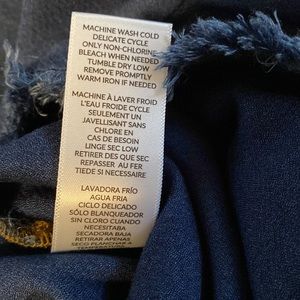 MACHINE WASH COLD
DELICATE CYCLE
ONLY NON-CHLORINE
BLEACH WHEN NEEDED
TUMBLE DRY LOW
REMOVE PROMPTLY
WARM IRON IF NEEDED
MACHINE À LAVER FROID
L'EAU FROIDE CYCLE
SEULEMENT UN
JAVELLISANT SANS
CHLORE EN
CAS DE BESOIN
LINGE SEC LOW
RETIRER DES QUE SEC
REPASSER AU FER
TIEDE SI NECESSAIRE
LAVADORA FRÍO
AGUA FRIA
CICLO DELICADO
SÓLO BLANQUEADOR
SIN CLORO CUANDO
NECESITABA
SECADORA BAJA
RETIRAR APENAS
SECO PLANCHAR A
TEMPERATURA